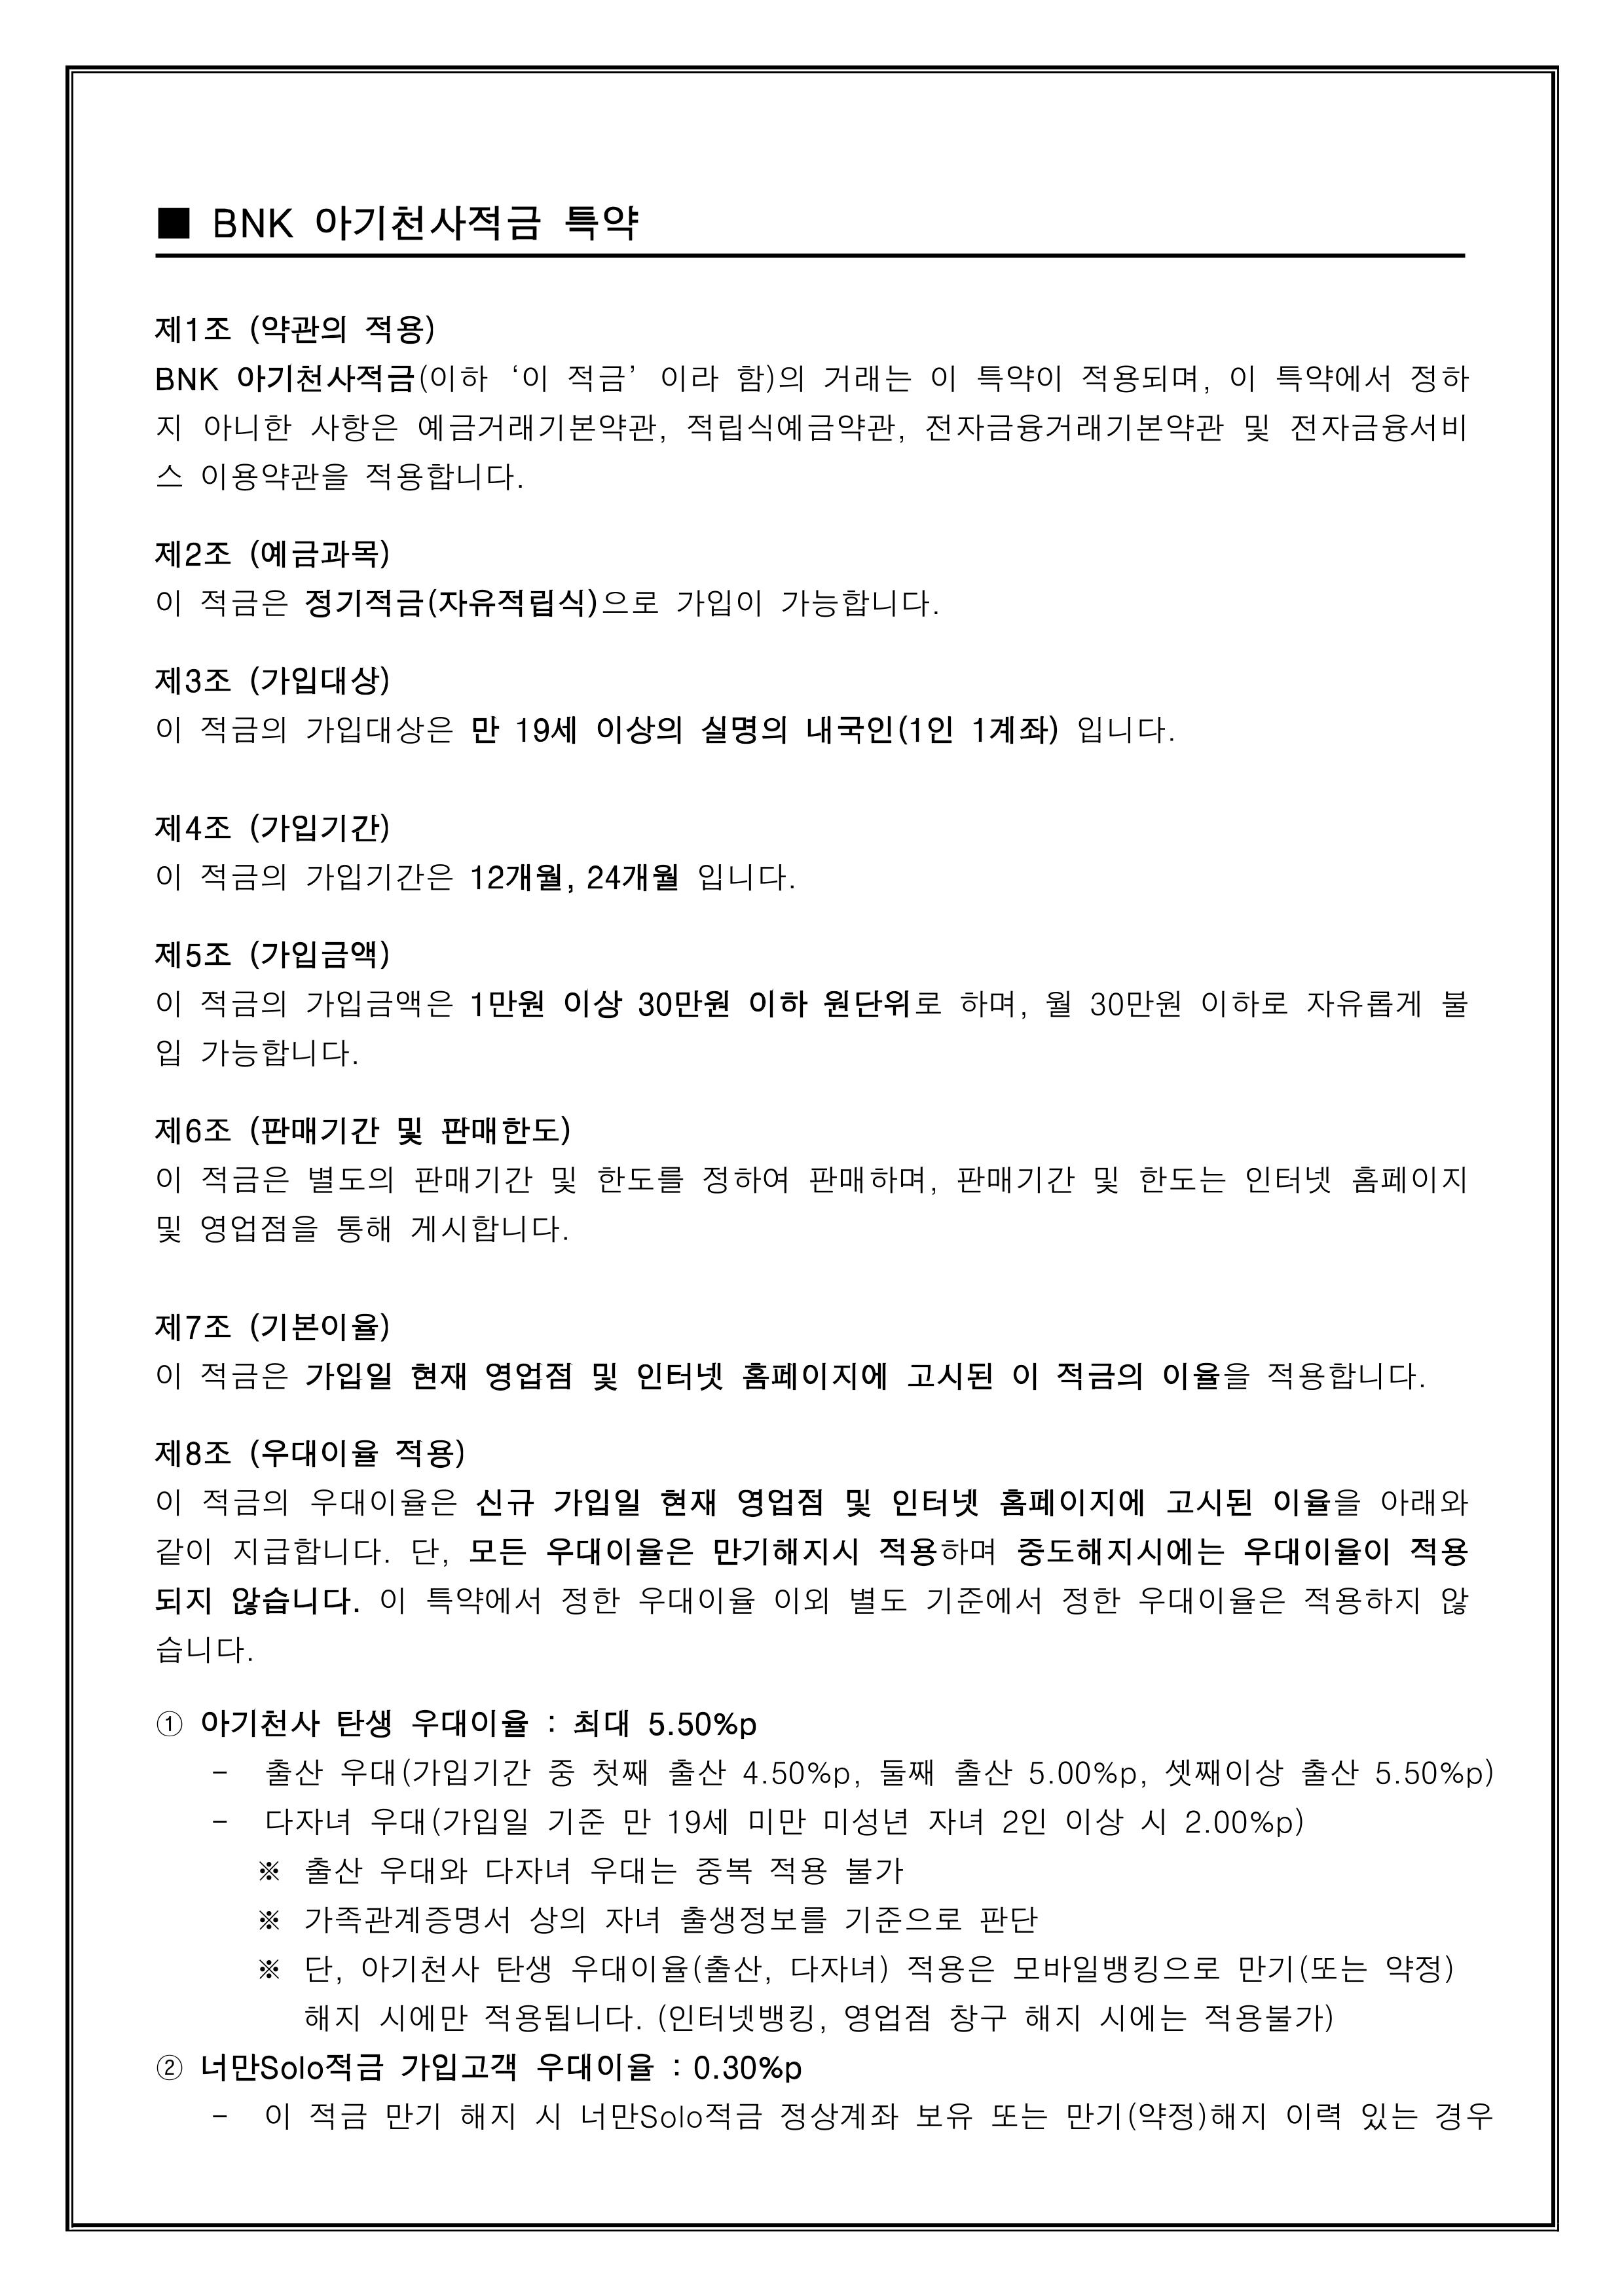 ■ BNK 아기천사적금 특약
제1조 (약관의 적용)
BNK 아기천사적금(이하 ‘이 적금’ 이라 함)의 거래는 이 특약이 적용되며, 이 특약에서 정하
지 아니한 사항은 예금거래기본약관, 적립식예금약관, 전자금융거래기본약관 및 전자금융서비
스 이용약관을 적용합니다.
제2조 (예금과목)
이 적금은 정기적금(자유적립식)으로 가입이 가능합니다.
제3조 (가입대상)
이 적금의 가입대상은 만 19세 이상의 실명의 내국인(1인 1계좌) 입니다.
제4조 (가입기간)
이 적금의 가입기간은 12개월, 24개월 입니다.
제5조 (가입금액)
이 적금의 가입금액은 1만원 이상 30만원 이하 원단위로 하며, 월 30만원 이하로 자유롭게 불
입 가능합니다.
제6조 (판매기간 및 판매한도)
이 적금은 별도의 판매기간 및 한도를 정하여 판매하며, 판매기간 및 한도는 인터넷 홈페이지
및 영업점을 통해 게시합니다.
제7조 (기본이율)
이 적금은 가입일 현재 영업점 및 인터넷 홈페이지에 고시된 이 적금의 이율을 적용합니다.
제8조 (우대이율 적용)
이 적금의 우대이율은 신규 가입일 현재 영업점 및 인터넷 홈페이지에 고시된 이율을 아래와
같이 지급합니다. 단, 모든 우대이율은 만기해지시 적용하며 중도해지시에는 우대이율이 적용
되지 않습니다. 이 특약에서 정한 우대이율 이외 별도 기준에서 정한 우대이율은 적용하지 않
습니다.
① 아기천사 탄생 우대이율 : 최대 5.50%p
- 출산 우대(가입기간 중 첫째 출산 4.50%p, 둘째 출산 5.00%p, 셋째이상 출산 5.50%p)
- 다자녀 우대(가입일 기준 만 19세 미만 미성년 자녀 2인 이상 시 2.00%p)
※ 출산 우대와 다자녀 우대는 중복 적용 불가
※ 가족관계증명서 상의 자녀 출생정보를 기준으로 판단
※ 단, 아기천사 탄생 우대이율(출산, 다자녀) 적용은 모바일뱅킹으로 만기(또는 약정)
해지 시에만 적용됩니다. (인터넷뱅킹, 영업점 창구 해지 시에는 적용불가)
② 너만Solo적금 가입고객 우대이율 : 0.30%p
- 이 적금 만기 해지 시 너만Solo적금 정상계좌 보유 또는 만기(약정)해지 이력 있는 경우